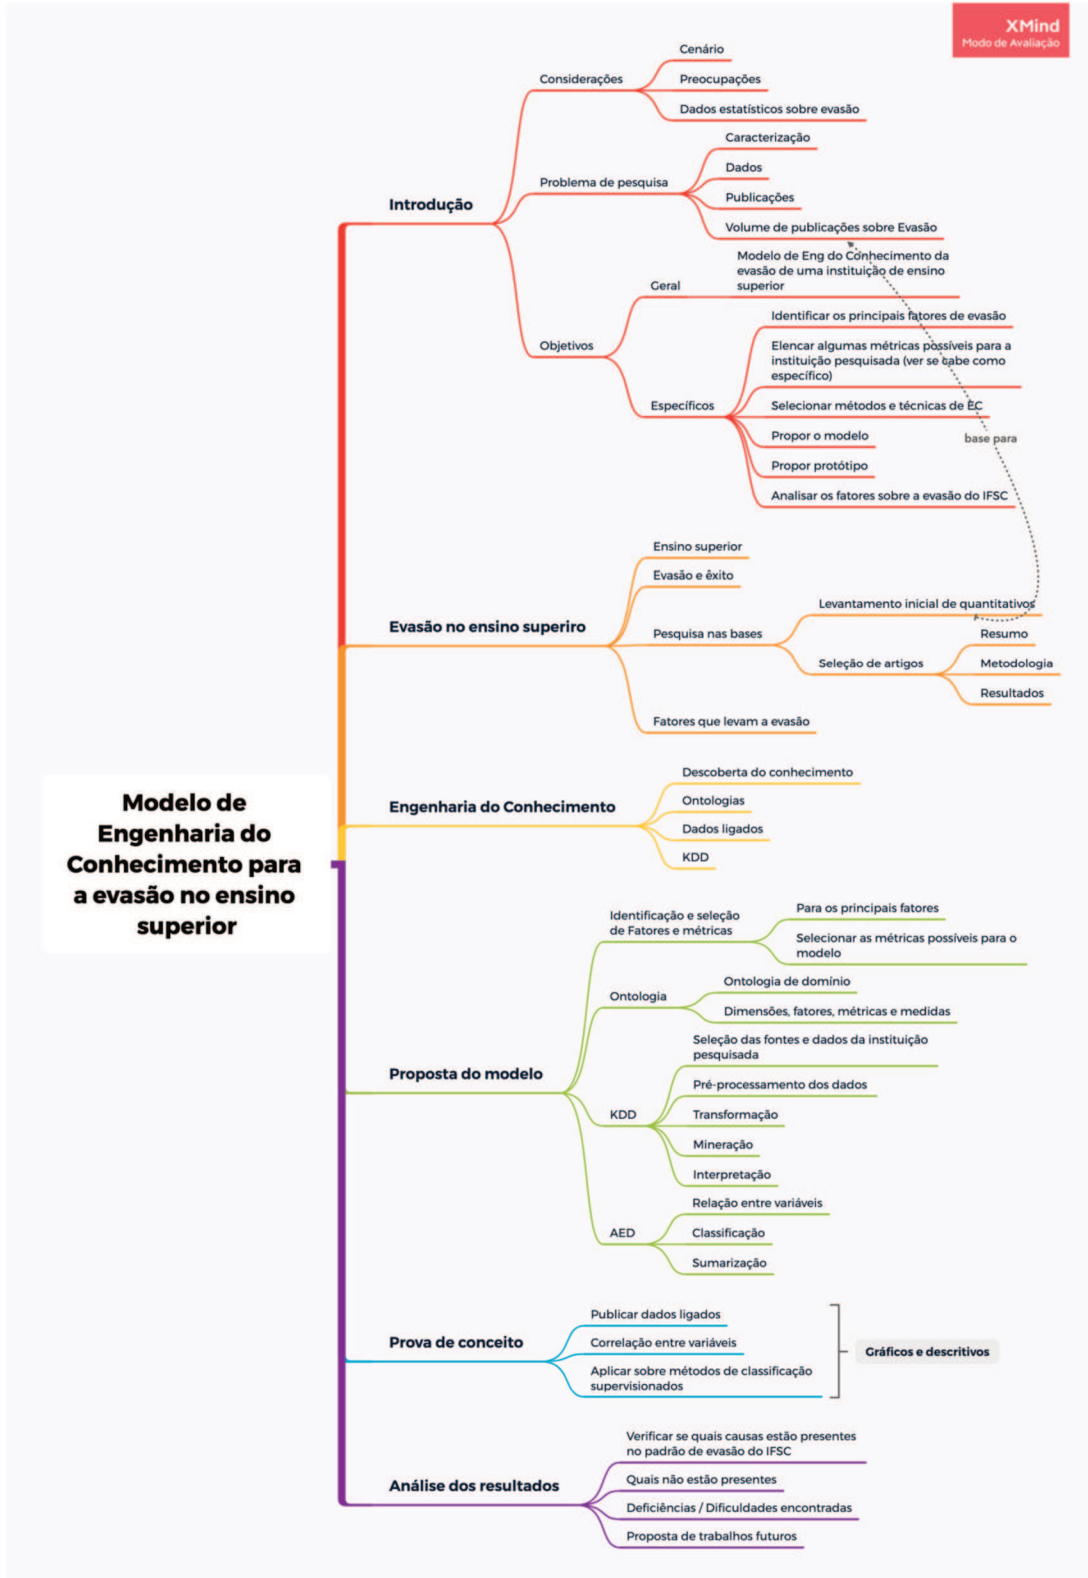 XMind
Modo de Avaliação
Modelo de
Engenharia do
Conhecimento para
a evasão no ensino
superior
Introdução
Considerações
Cenário
Preocupações
Dados estatísticos sobre evasão
Problema de pesquisa
Caracterização
Dados
Publicações
Volume de publicações sobre Evasão
Objetivos
Geral
Modelo de Eng do Conhecimento da
evasão de uma instituição de ensino
superior
Específicos
Identificar os principais fatores de evasão
Elencar algumas métricas possíveis para a
instituição pesquisada (ver se cabe como
específico)
Selecionar métodos e técnicas de EC
Propor o modelo
Propor protótipo
Analisar os fatores sobre a evasão do IFSC
base para
Evasão no ensino superiro
Ensino superior
Evasão e êxito
Pesquisa nas bases
Levantamento inicial de quantitativos
Seleção de artigos
Resumo
Metodologia
Resultados
Fatores que levam a evasão
Engenharia do Conhecimento
Descoberta do conhecimento
Ontologias
Dados ligados
KDD
Proposta do modelo
Identificação e seleção
de Fatores e métricas
Para os principais fatores
Selecionar as métricas possíveis para o
modelo
Ontologia
Ontologia de domínio
Dimensões, fatores, métricas e medidas
KDD
Seleção das fontes e dados da instituição
pesquisada
Pré-processamento dos dados
Transformação
Mineração
Interpretação
AED
Relação entre variáveis
Classificação
Sumarização
Prova de conceito
Publicar dados ligados
Correlação entre variáveis
Aplicar sobre métodos de classificação
supervisionados
Gráficos e descritivos
Análise dos resultados
Verificar se quais causas estão presentes
no padrão de evasão do IFSC
Quais não estão presentes
Deficiências / Dificuldades encontradas
Proposta de trabalhos futuros